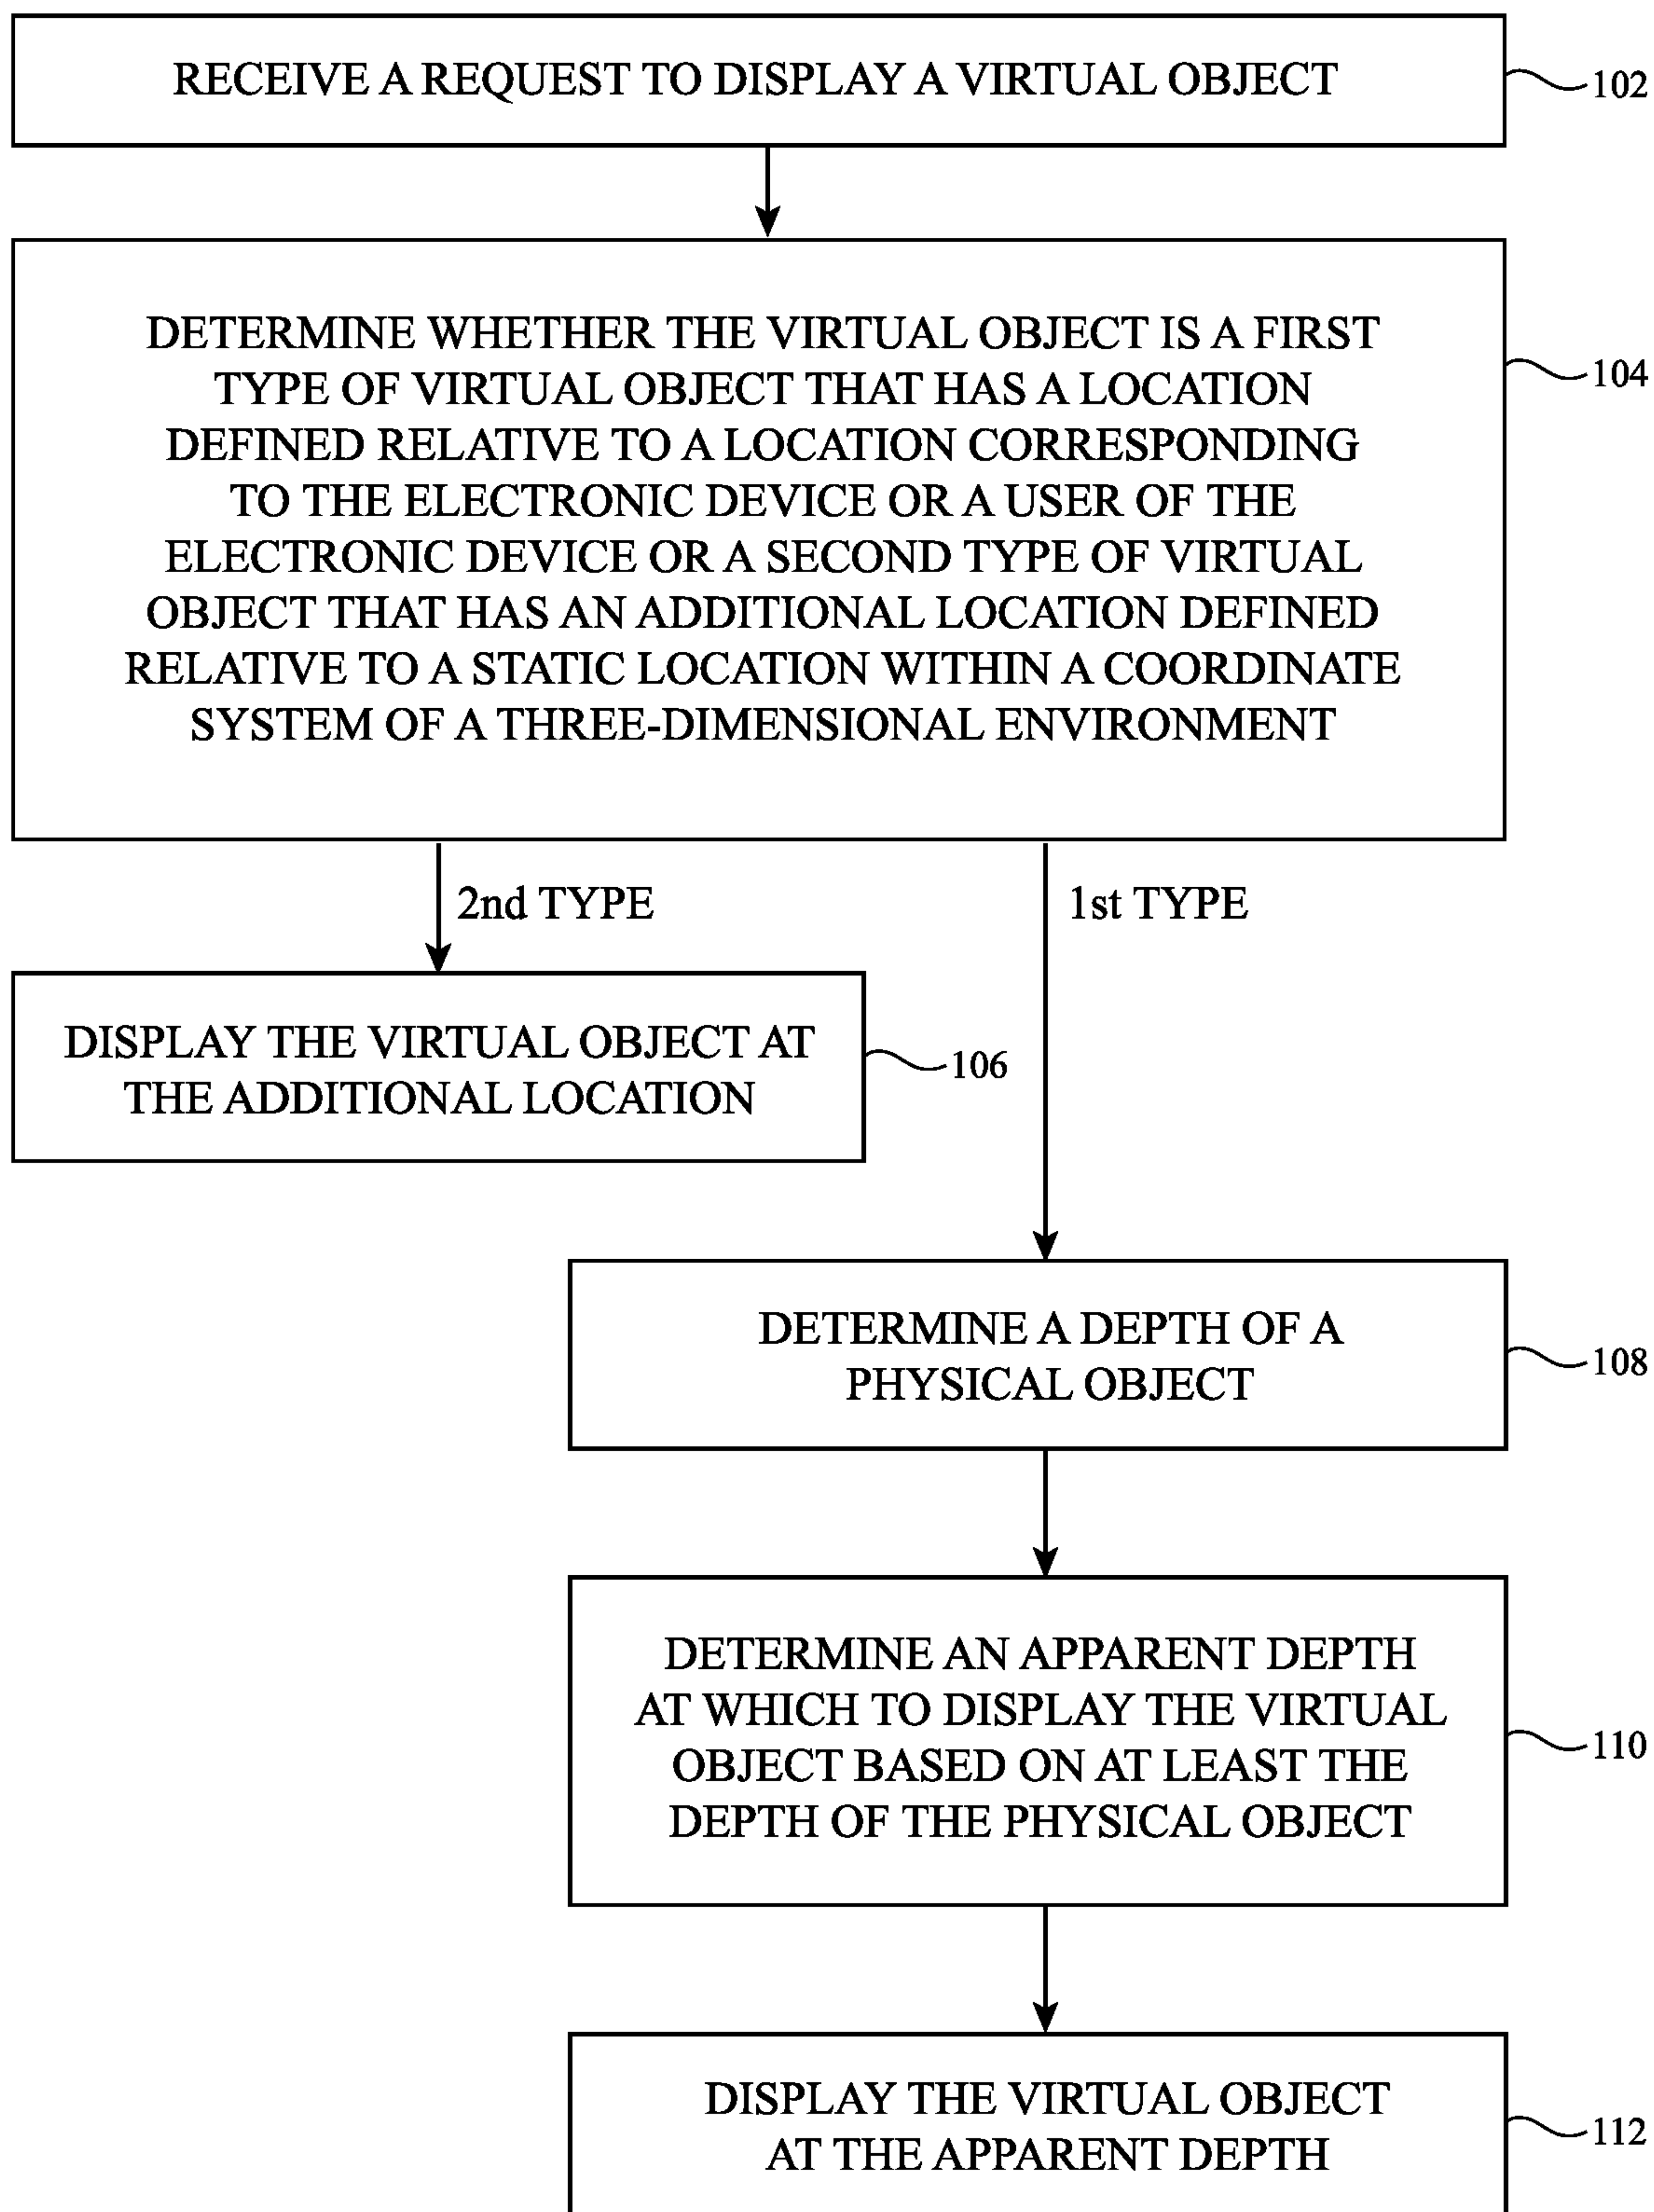 RECEIVE A REQUEST TO DISPLAY A VIRTUAL OBJECT
102
DETERMINE WHETHER THE VIRTUAL OBJECT IS A FIRST
TYPE OF VIRTUAL OBJECT THAT HAS A LOCATION
DEFINED RELATIVE TO A LOCATION CORRESPONDING
TO THE ELECTRONIC DEVICE OR A USER OF THE
ELECTRONIC DEVICE OR A SECOND TYPE OF VIRTUAL
OBJECT THAT HAS AN ADDITIONAL LOCATION DEFINED
RELATIVE TO A STATIC LOCATION WITHIN A COORDINATE
SYSTEM OF A THREE-DIMENSIONAL ENVIRONMENT
104
2nd TYPE
1st TYPE
DISPLAY THE VIRTUAL OBJECT AT
THE ADDITIONAL LOCATION
106
DETERMINE A DEPTH OF A
PHYSICAL OBJECT
108
DETERMINE AN APPARENT DEPTH
AT WHICH TO DISPLAY THE VIRTUAL
OBJECT BASED ON AT LEAST THE
DEPTH OF THE PHYSICAL OBJECT
110
DISPLAY THE VIRTUAL OBJECT
AT THE APPARENT DEPTH
112